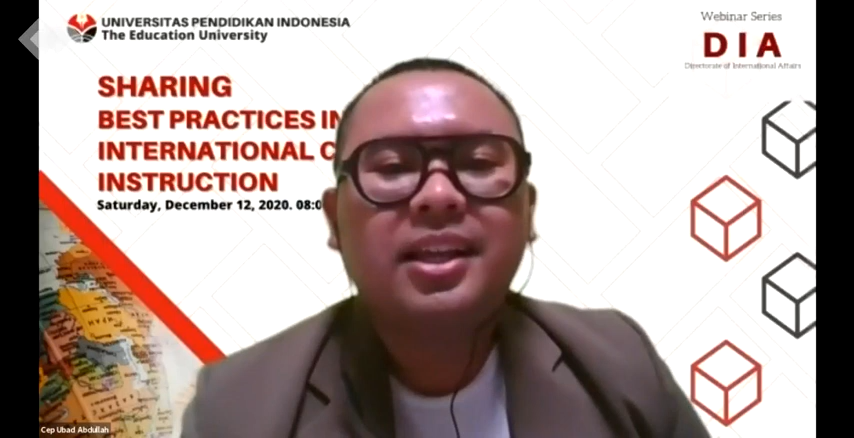 UNIVERSITAS PENDIDIKAN INDONESIA
The Education University
Webinar Series
DIA
Directorate of International Affairs
SHARING
BEST PRACTICES IN
INTERNATIONAL C
INSTRUCTION
Saturday, December 12, 2020. 08:0
Cep Ubad Abdullah